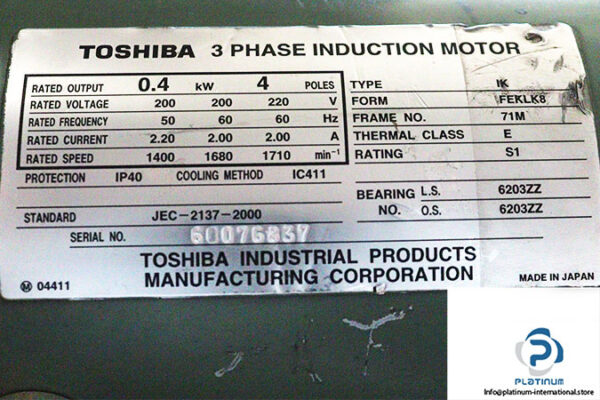 TOSHIBA 3 PHASE INDUCTION MOTOR
RATED OUTPUT 0.4 kW 4 POLES
RATED VOLTAGE 200 200 220 V
RATED FREQUENCY 50 60 60 Hz
RATED CURRENT 2.20 2.00 2.00 A
RATED SPEED 1400 1680 1710 min⁻¹
TYPE IK
FORM FEKLK8
FRAME NO. 71M
THERMAL CLASS E
RATING S1
PROTECTION IP40 COOLING METHOD IC411
BEARING L.S. 6203ZZ
NO. O.S. 6203ZZ
STANDARD JEC-2137-2000
SERIAL NO. 60076837
TOSHIBA INDUSTRIAL PRODUCTS
MANUFACTURING CORPORATION
M 04411
MADE IN JAPAN
P
PLATINUM
Info@platinum-international.store